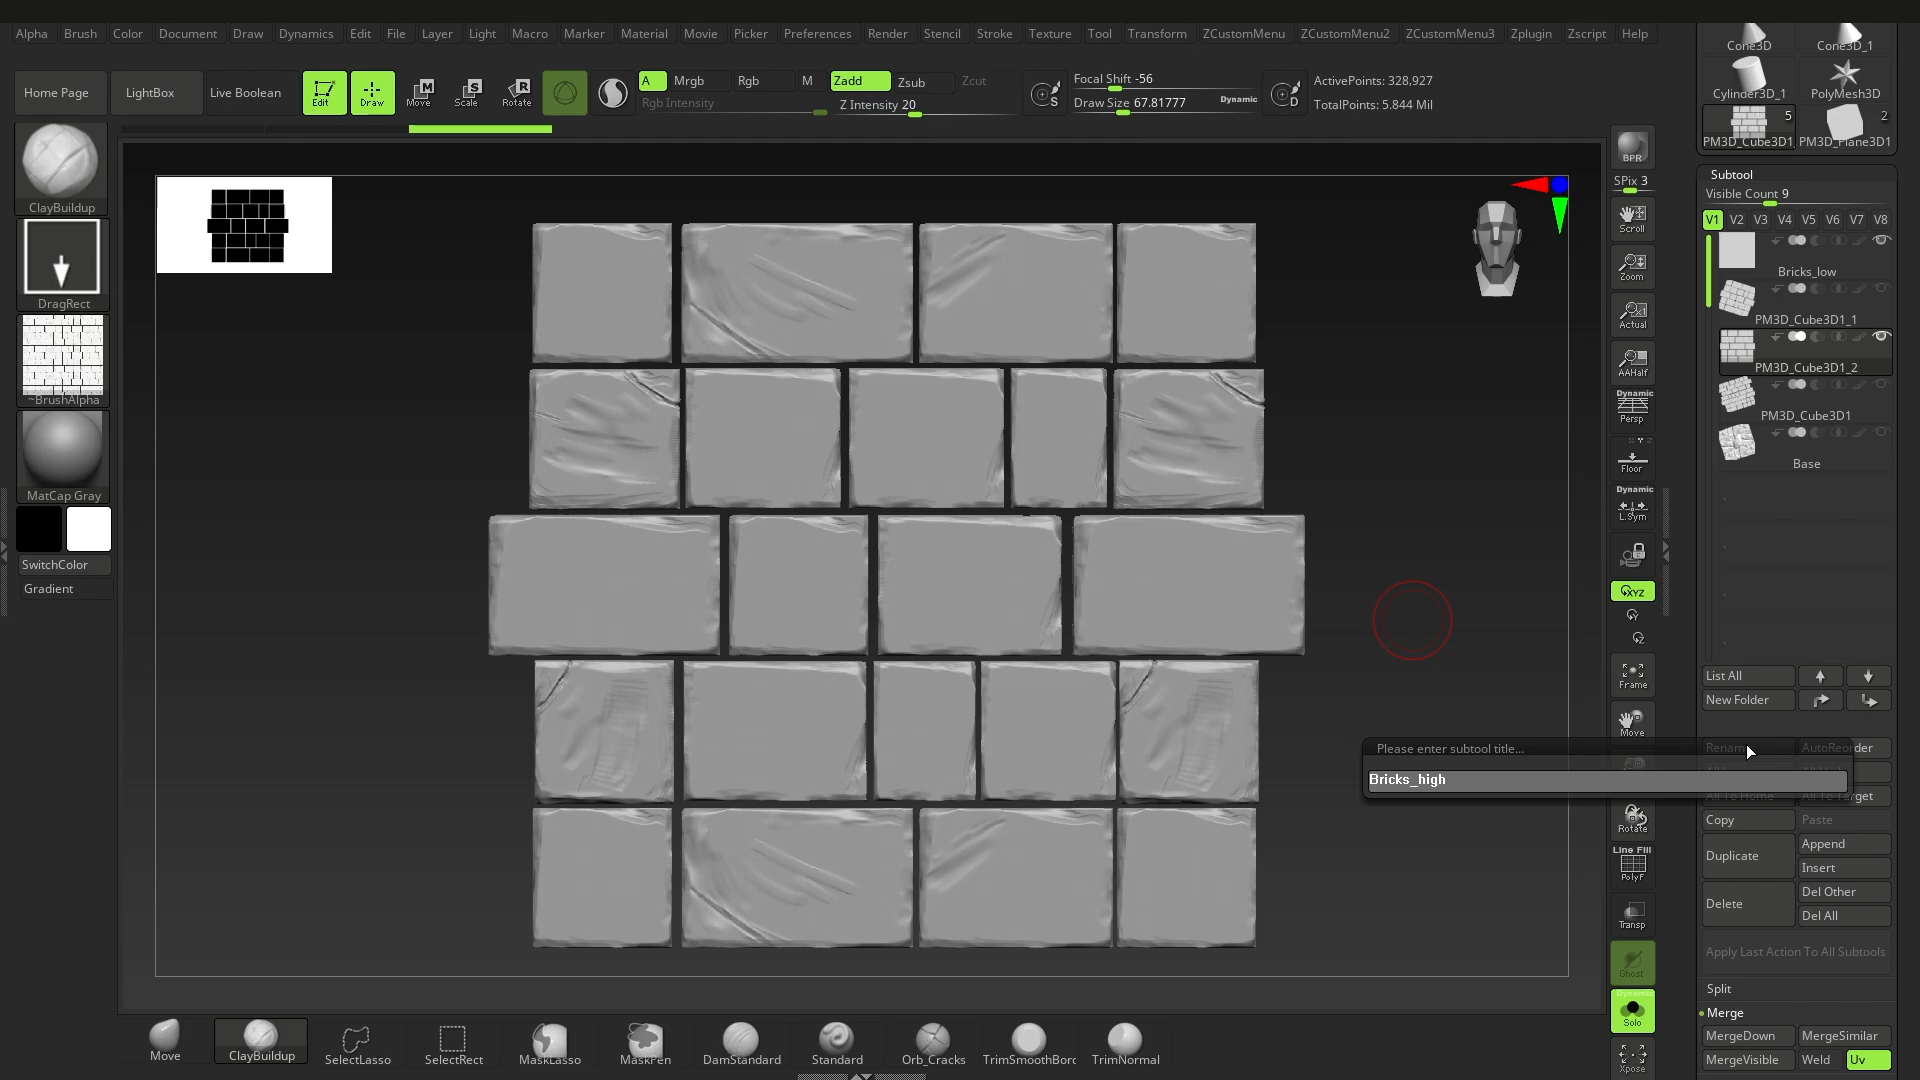 Alpha Brush Color Document Draw Dynamics Edit File Layer Light Macro Marker Material Movie Picker Preferences Render Stencil Stroke Texture Tool Transform ZCustomMenu ZCustomMenu2 ZCustomMenu3 Zplugin Zscript Help
Home Page
LightBox
Live Boolean
Edit
Draw
M
Move
S
Scale
R
Rotate
A
Mrgb
Rgb
M
Zadd
Zsub
Zcut
Rgb Intensity
Z Intensity 20
S
Focal Shift -56
Draw Size 67.81777
Dynamic
D
ActivePoints: 328,927
TotalPoints: 5.844 Mil
ClayBuildup
DragRect
~BrushAlpha
MatCap Gray
SwitchColor
Gradient
BPR
SPix 3
Scroll
Zoom
Actual
AAHalf
Dynamic
Persp
Floor
Dynamic
L.Sym
XYZ
Y
Z
Frame
Move
Rotate
Line Fill
PolyF
Transp
Ghost
Dynamic
Solo
Xpose
Cone3D
Cone3D_1
Cylinder3D_1
PolyMesh3D
5
PM3D_Cube3D1
2
PM3D_Plane3D1
Subtool
Visible Count 9
V1 V2 V3 V4 V5 V6 V7 V8
Bricks_low
PM3D_Cube3D1_1
PM3D_Cube3D1_2
PM3D_Cube3D1
Base
List All
New Folder
AutoReorder
Please enter subtool title...
Bricks_high
Copy
Paste
Duplicate
Append
Insert
Delete
Del Other
Del All
Apply Last Action To All Subtools
Split
Merge
MergeDown
MergeSimilar
MergeVisible
Weld
Uv
Move
ClayBuildup
SelectLasso
SelectRect
MaskLasso
MaskPen
DamStandard
Standard
Orb_Cracks
TrimSmoothBorc
TrimNormal